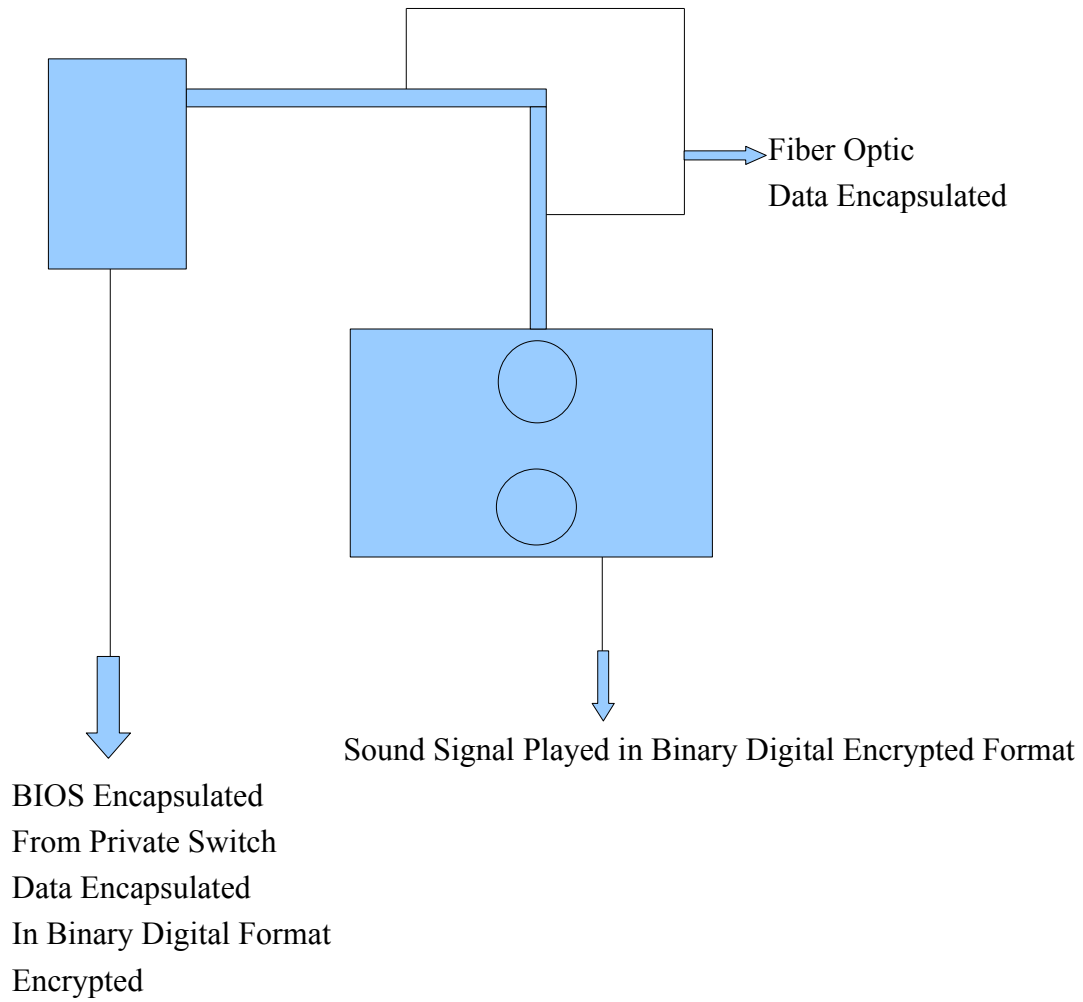 Fiber Optic
Data Encapsulated
Sound Signal Played in Binary Digital Encrypted Format
BIOS Encapsulated
From Private Switch
Data Encapsulated
In Binary Digital Format
Encrypted